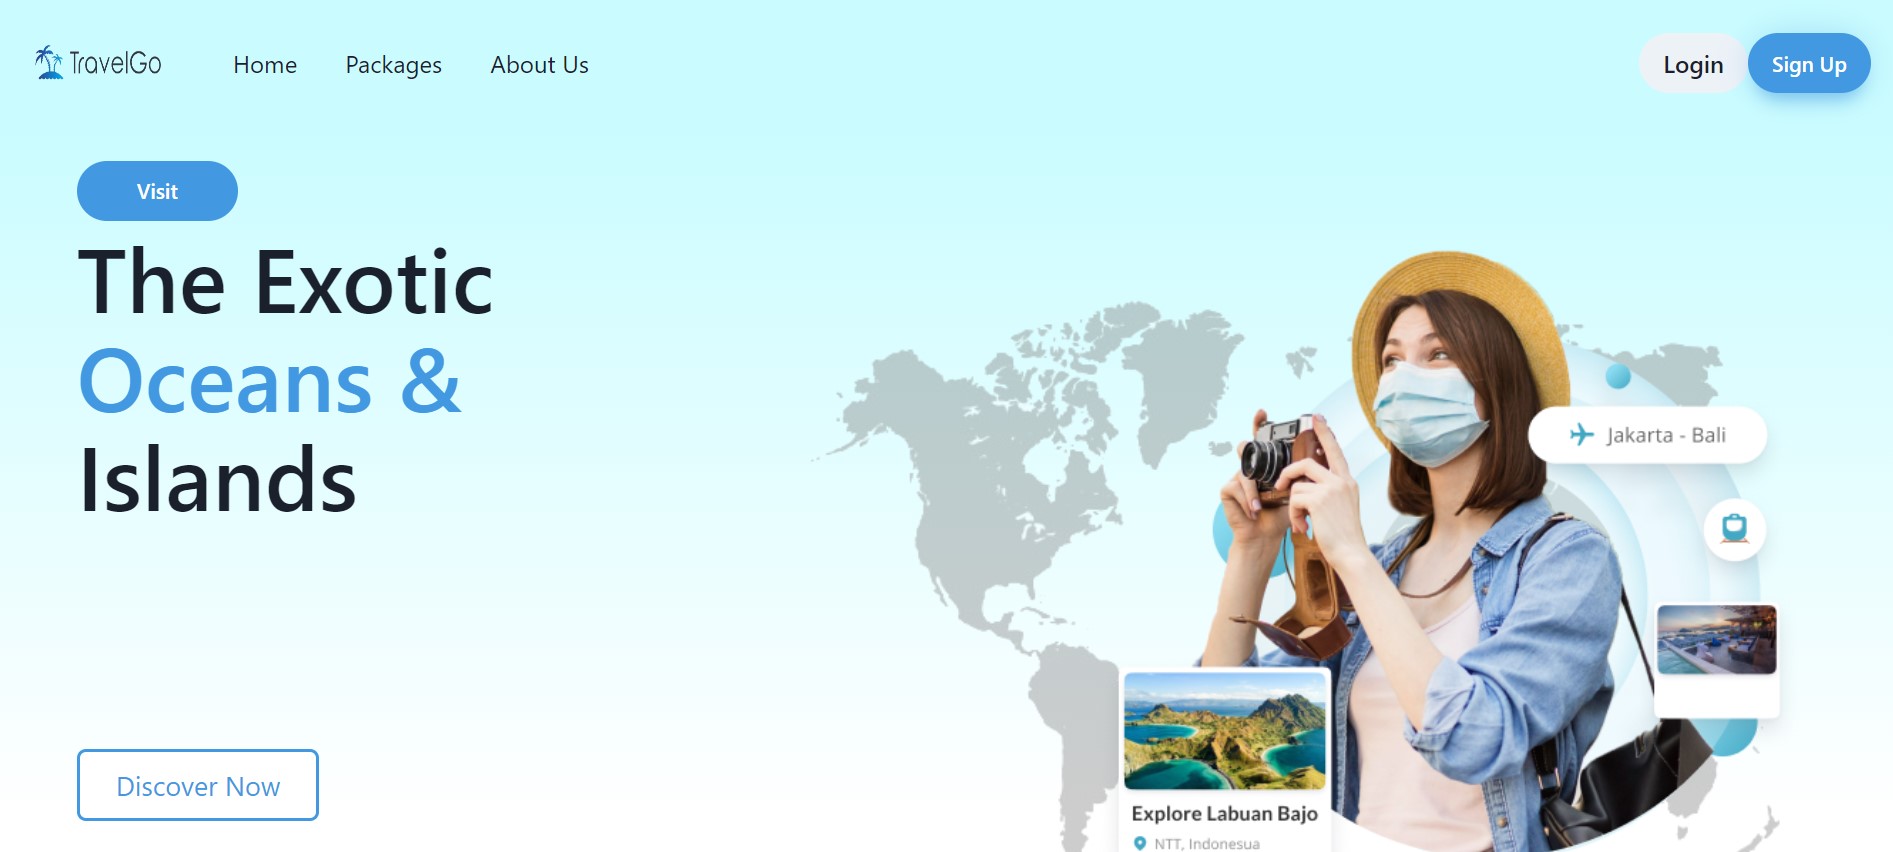 TravelGo
Home
Packages
About Us
Login
Sign Up
Visit
The Exotic
Oceans &
Islands
Discover Now
Jakarta - Bali
Explore Labuan Bajo
NTT, Indonesua